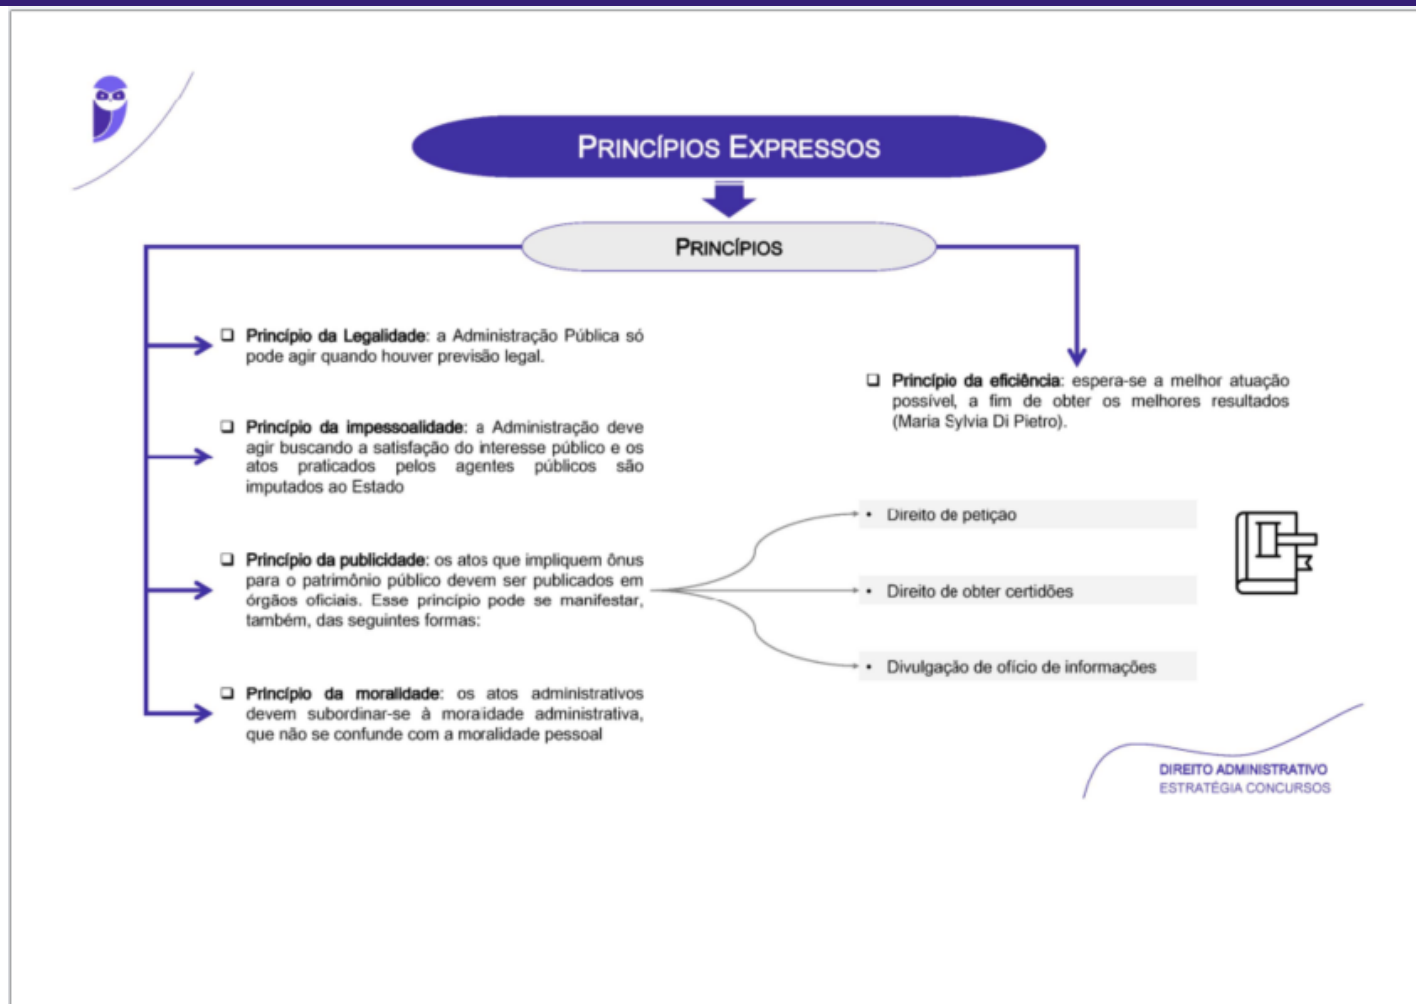 PRINCÍPIOS EXPRESSOS
PRINCÍPIOS
❑ Princípio da Legalidade: a Administração Pública só
pode agir quando houver previsão legal.
❑ Princípio da impessoalidade: a Administração deve
agir buscando a satisfação do interesse público e os
atos praticados pelos agentes públicos são
imputados ao Estado
❑ Princípio da publicidade: os atos que impliquem ônus
para o patrimônio público devem ser publicados em
órgãos oficiais. Esse princípio pode se manifestar,
também, das seguintes formas:
• Direito de petição
• Direito de obter certidões
• Divulgação de ofício de informações
❑ Princípio da moralidade: os atos administrativos
devem subordinar-se à moralidade administrativa,
que não se confunde com a moralidade pessoal
❑ Princípio da eficiência: espera-se a melhor atuação
possível, a fim de obter os melhores resultados
(Maria Sylvia Di Pietro).
DIREITO ADMINISTRATIVO
ESTRATÉGIA CONCURSOS